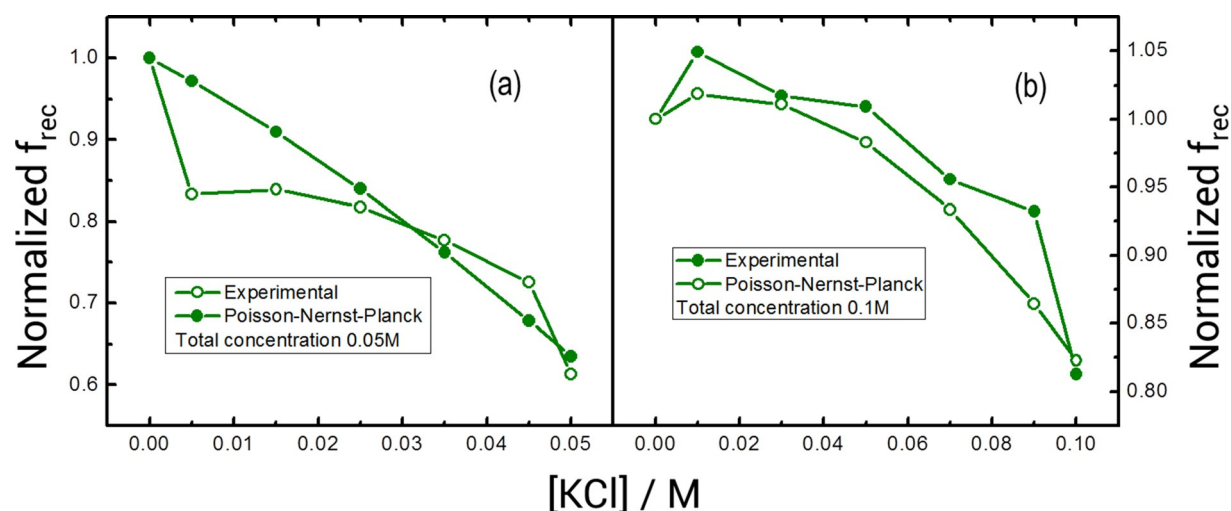 (a)
(b)
Normalized f_rec
1.0
0.9
0.8
0.7
0.6
Experimental
Poisson-Nernst-Planck
Total concentration 0.05M
Experimental
Poisson-Nernst-Planck
Total concentration 0.1M
1.05
1.00
0.95
0.90
0.85
0.80
Normalized f_rec
0.00 0.01 0.02 0.03 0.04 0.05
0.00 0.02 0.04 0.06 0.08 0.10
[KCl] / M